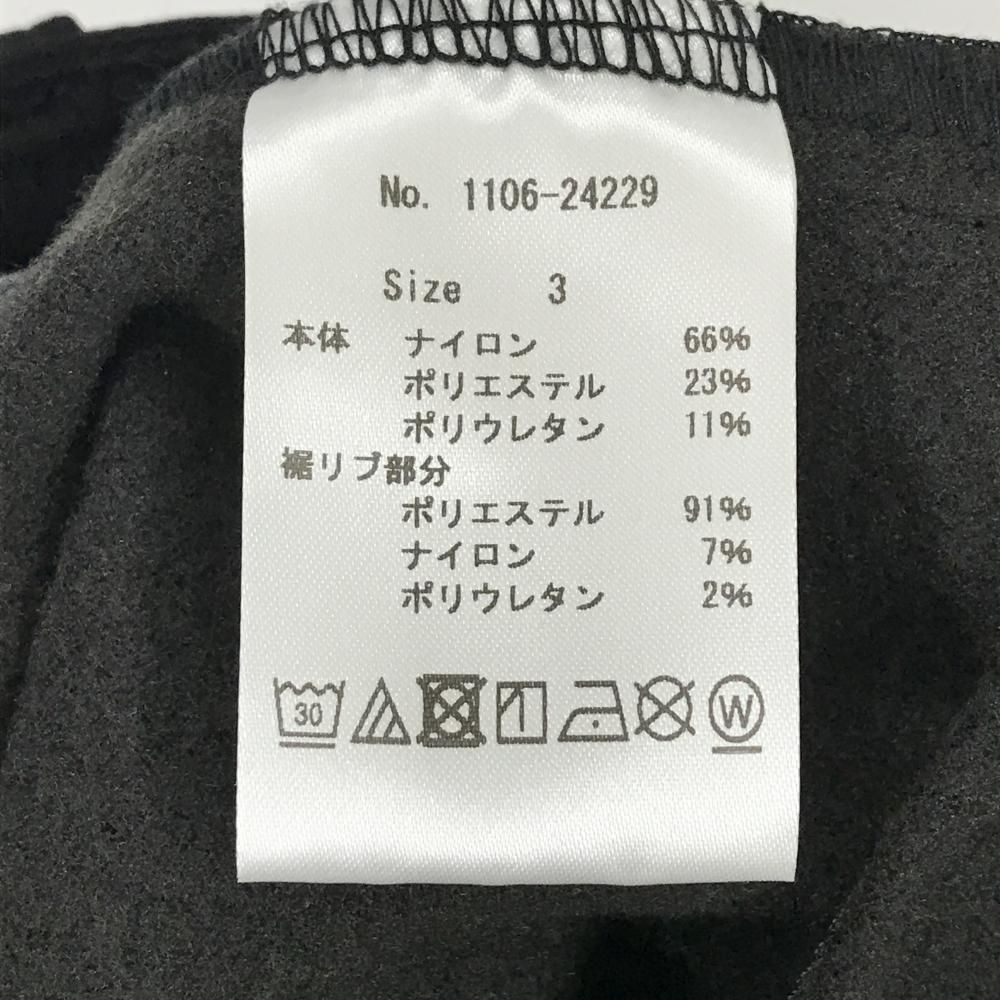 No. 1106-24229
Size 3
本体 ナイロン 66%
ポリエステル 23%
ポリウレタン 11%
裾リブ部分
ポリエステル 91%
ナイロン 7%
ポリウレタン 2%
30 W